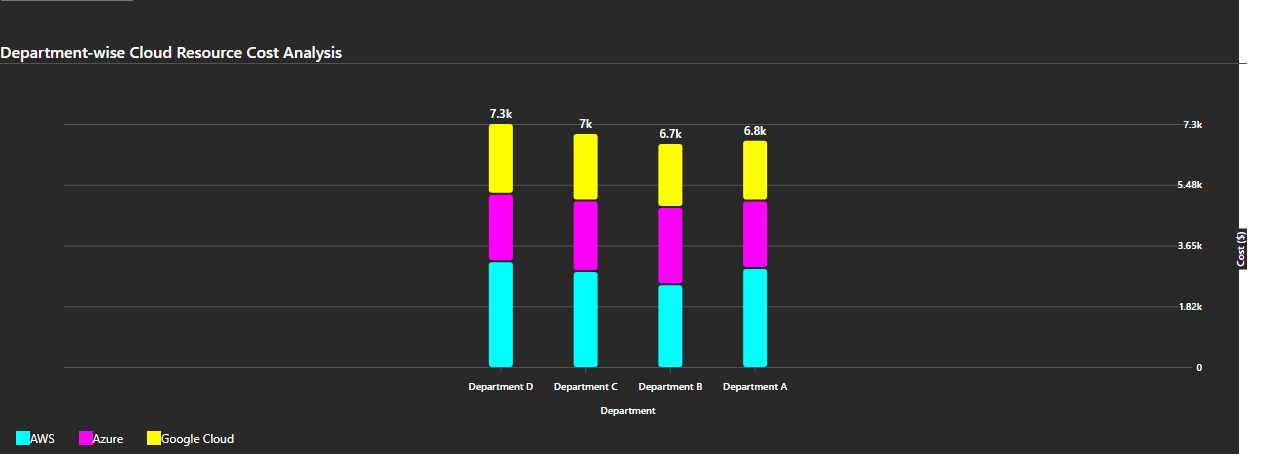 Department-wise Cloud Resource Cost Analysis
7.3k
7k
6.7k
6.8k
7.3k
5.48k
3.65k
1.82k
0
Cost ($)
Department D
Department C
Department B
Department A
Department
AWS
Azure
Google Cloud